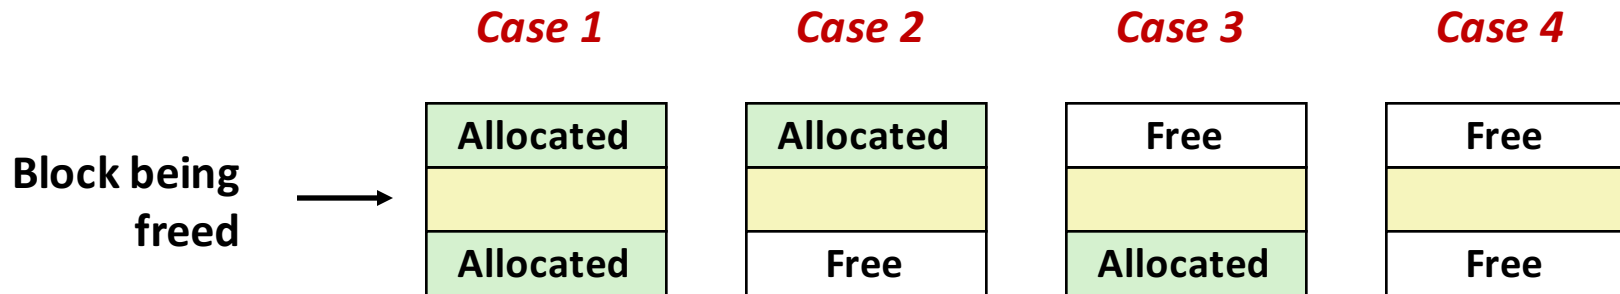 Case 1 Case 2 Case 3 Case 4
Allocated Allocated Free Free
Block being
freed
Allocated Free Allocated Free